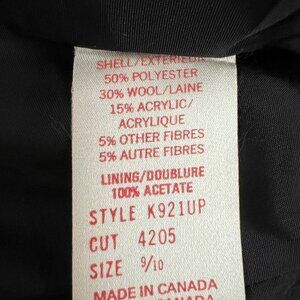 SHELL/EXTERIEUR
50% POLYESTER
30% WOOL/LAINE
15% ACRYLIC/
ACRYLIQUE
5% OTHER FIBRES
5% AUTRE FIBRES
LINING/DOUBLURE
100% ACETATE
STYLE K921UP
CUT 4205
SIZE 9/10
MADE IN CANADA
CANADA